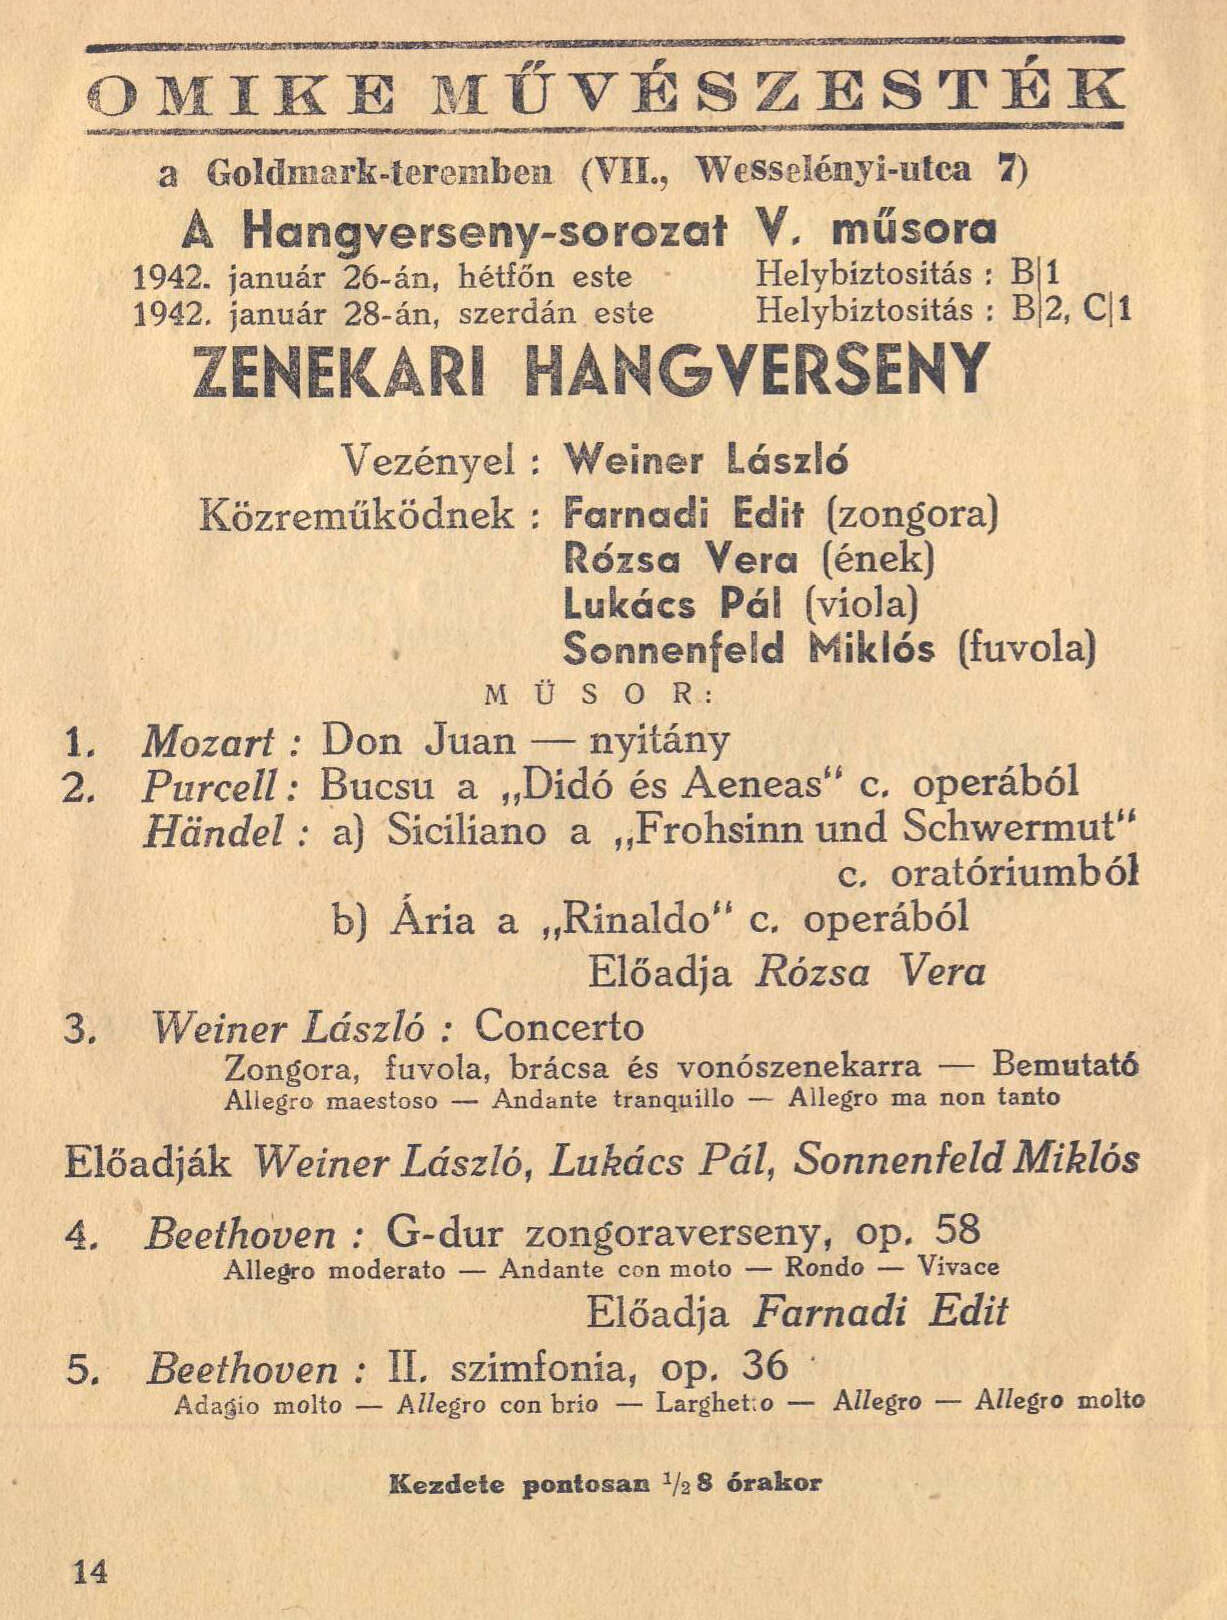 OMIKE MŰVÉSZESTÉK
a Goldmark-teremben (VII., Wesselényi-utca 7)
A Hangverseny-sorozat V. műsora
1942. január 26-án, hétfőn este Helybiztositás : B|1
1942. január 28-án, szerdán este Helybiztositás : B|2, C|1
ZENEKARI HANGVERSENY
Vezényel : Weiner László
Közreműködnek : Farnadi Edit (zongora)
Rózsa Vera (ének)
Lukács Pál (viola)
Sonnenfeld Miklós (fuvola)
MŰSOR:
1. Mozart : Don Juan — nyitány
2. Purcell : Bucsu a „Didó és Aeneas“ c. operából
Händel : a) Siciliano a „Frohsinn und Schwermut“
c. oratóriumból
b) Ária a „Rinaldo“ c. operából
Előadja Rózsa Vera
3. Weiner László : Concerto
Zongora, fuvola, brácsa és vonószenekarra — Bemutató
Allegro maestoso — Andante tranquillo — Allegro ma non tanto
Előadják Weiner László, Lukács Pál, Sonnenfeld Miklós
4. Beethoven : G-dur zongoraverseny, op. 58
Allegro moderato — Andante con moto — Rondo — Vivace
Előadja Farnadi Edit
5. Beethoven : II. szimfonia, op. 36
Adagio molto — Allegro con brio — Larghetto — Allegro — Allegro molto
Kezdete pontosan 1/2 8 órakor
14